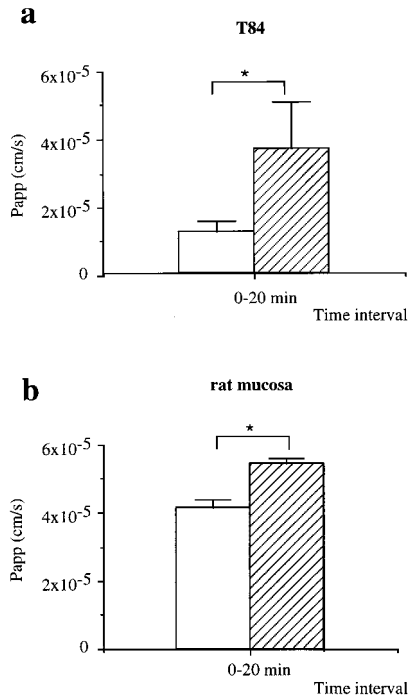 a
T84
*
6x10-5
4x10-5
2x10-5
0
Papp (cm/s)
0-20 min
Time interval
b
rat mucosa
*
6x10-5
4x10-5
2x10-5
0
Papp (cm/s)
0-20 min
Time interval